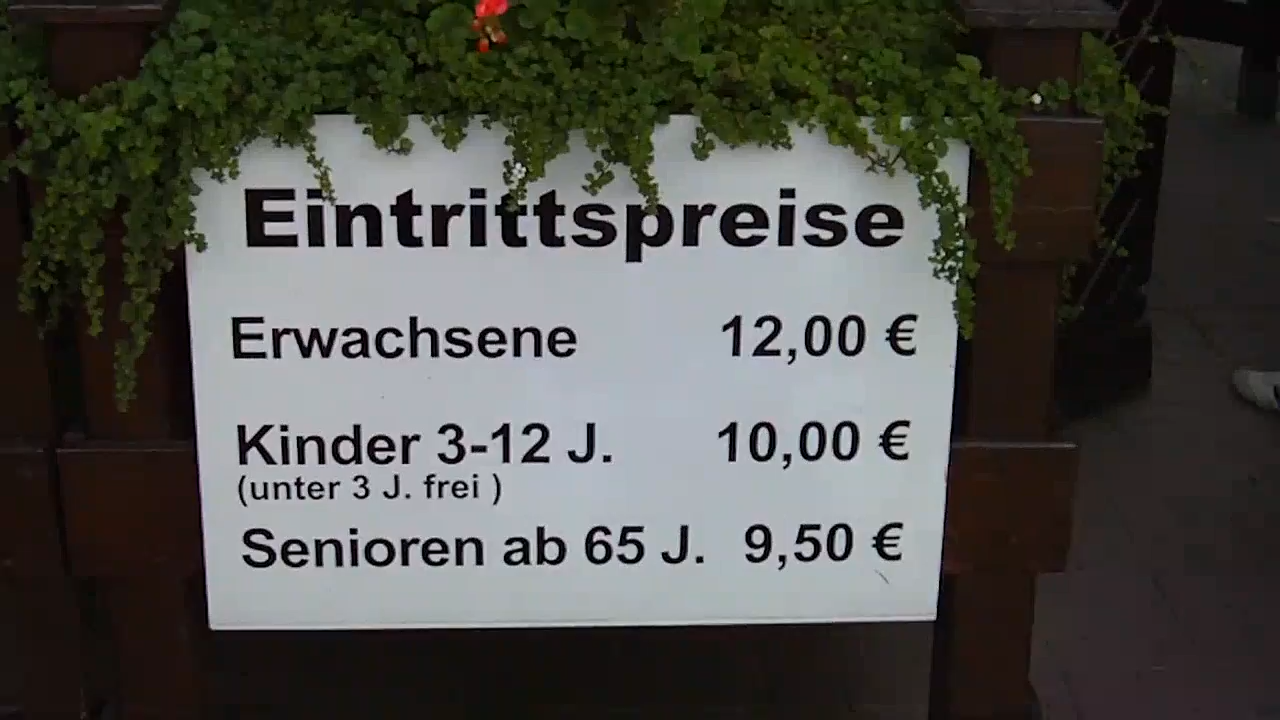 Eintrittspreise
Erwachsene 12,00 €
Kinder 3-12 J. 10,00 €
(unter 3 J. frei )
Senioren ab 65 J. 9,50 €